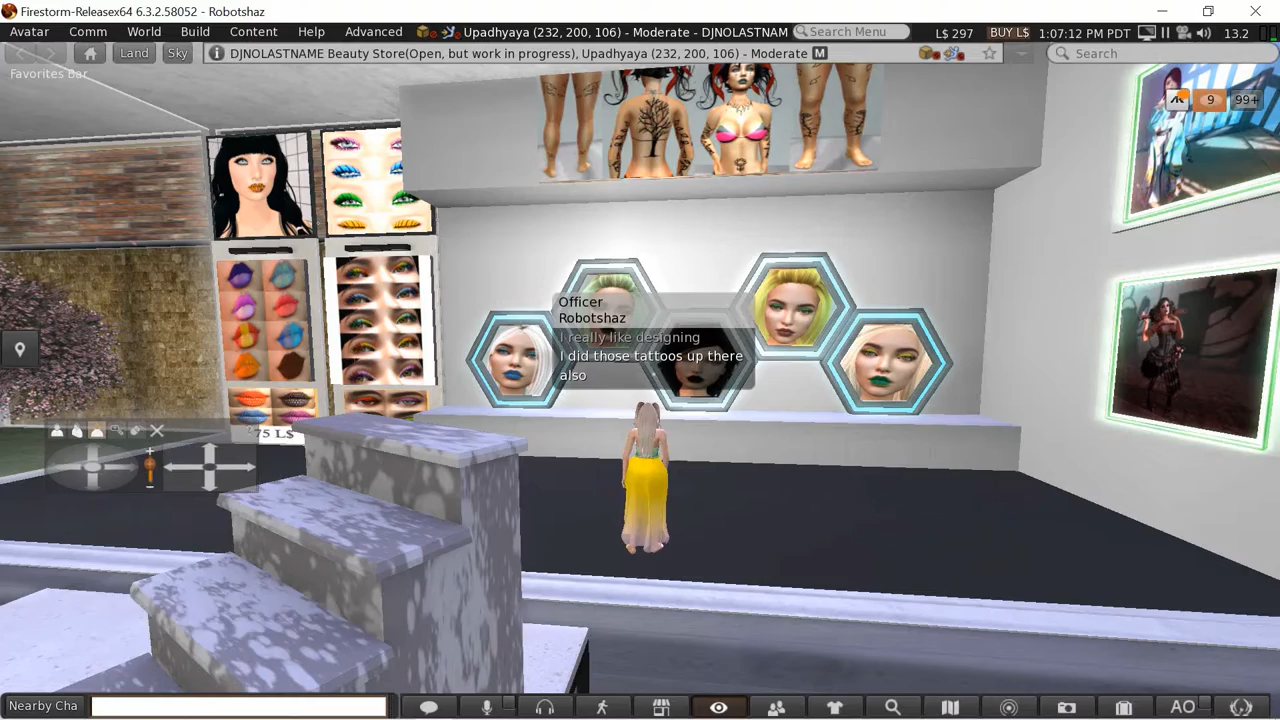 Firestorm-Releasex64 6.3.2.58052 - Robotshaz
Avatar Comm World Build Content Help Advanced Upadhyaya (232, 200, 106) - Moderate - DJNOLASTNAM Search Menu L$ 297 BUY L$ 1:07:12 PM PDT 13.2
Land Sky DJNOLASTNAME Beauty Store(Open, but work in progress), Upadhyaya (232, 200, 106) - Moderate M Search
Favorites Bar
9 99+
Officer
Robotshaz
I really like designing
I did those tattoos up there
also
75 L$
Nearby Cha
AO